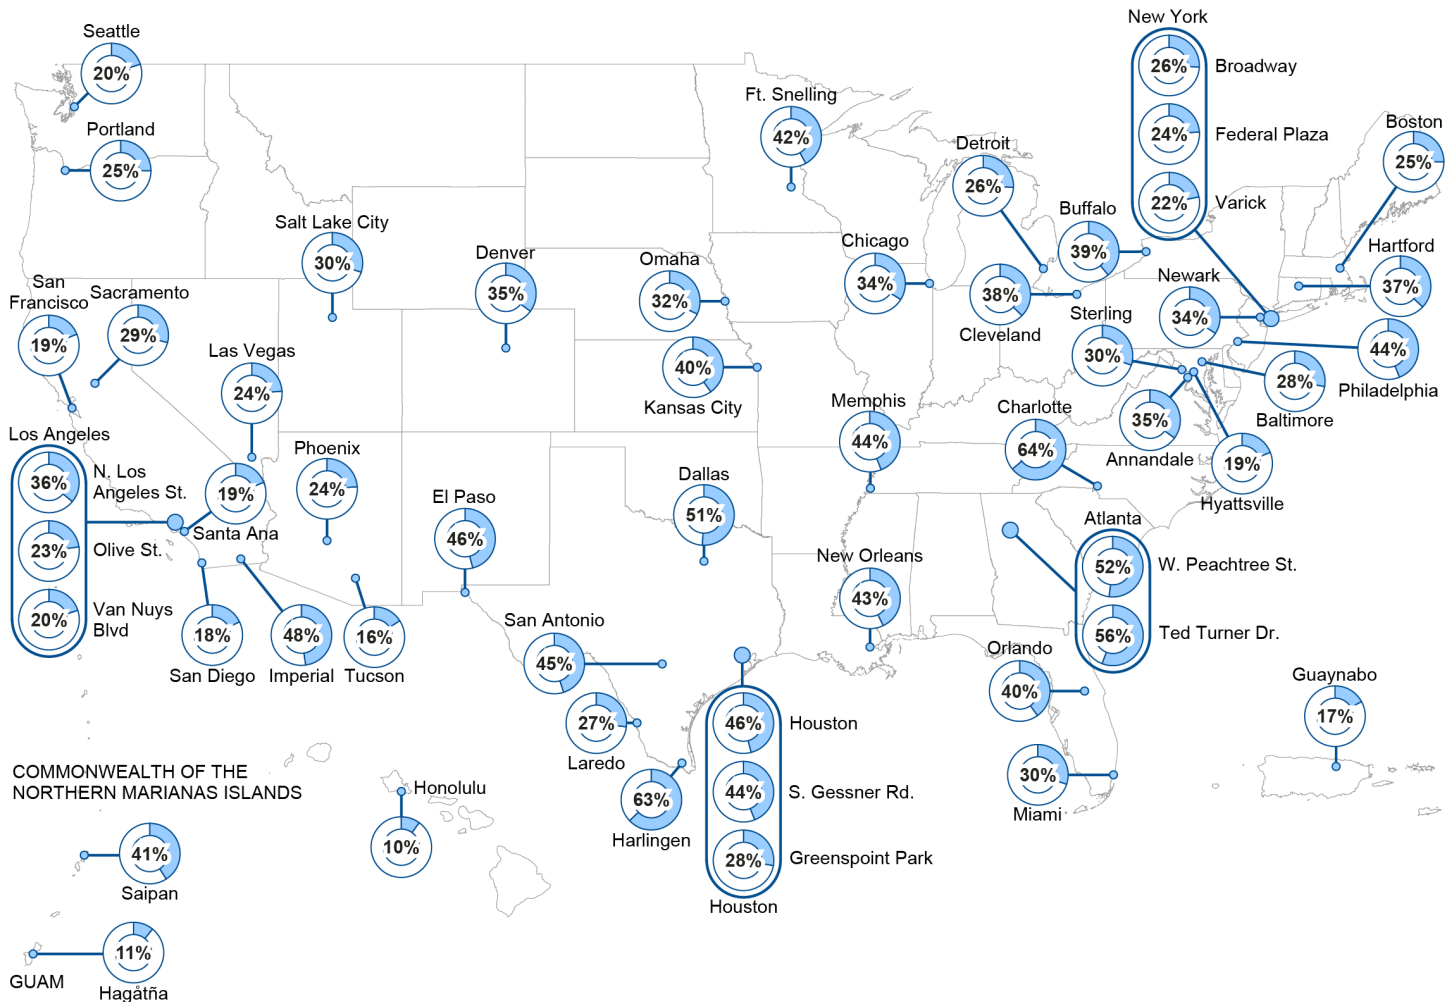 Seattle
20%
Portland
25%
Salt Lake City
30%
Denver
35%
Omaha
32%
Kansas City
40%
Ft. Snelling
42%
Chicago
34%
Detroit
26%
Buffalo
39%
Cleveland
38%
New York
26%
Broadway
24%
Federal Plaza
22%
Varick
Boston
25%
Hartford
37%
Newark
34%
Sterling
30%
44%
Philadelphia
28%
Baltimore
35%
Annandale
19%
Hyattsville
San
Francisco
19%
Sacramento
29%
Las Vegas
24%
Los Angeles
36%
N. Los
Angeles St.
23%
Olive St.
20%
Van Nuys
Blvd
19%
Santa Ana
Phoenix
24%
18%
San Diego
48%
Imperial
16%
Tucson
El Paso
46%
Dallas
51%
Memphis
44%
Charlotte
64%
New Orleans
43%
Atlanta
52%
W. Peachtree St.
56%
Ted Turner Dr.
San Antonio
45%
27%
Laredo
63%
Harlingen
46%
Houston
44%
S. Gessner Rd.
28%
Greenspoint Park
Houston
Orlando
40%
30%
Miami
Guaynabo
17%
COMMONWEALTH OF THE
NORTHERN MARIANAS ISLANDS
41%
Saipan
Honolulu
10%
GUAM
11%
Hagåtña